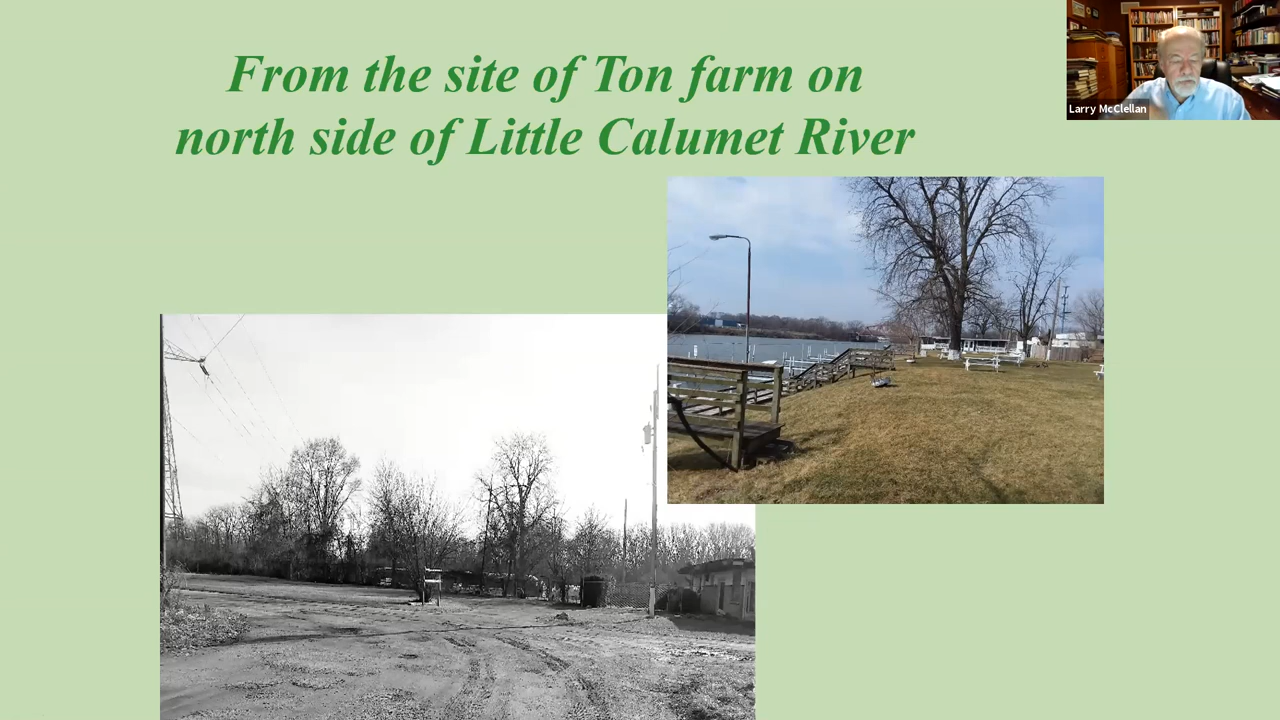 From the site of Ton farm on
north side of Little Calumet River
Larry McClellan